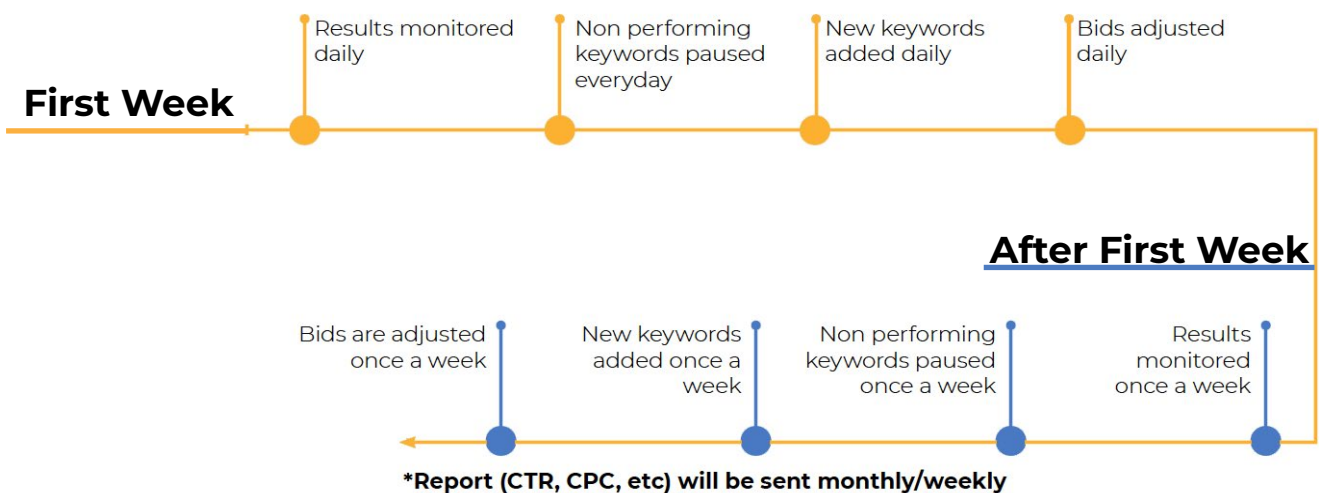 Results monitored
daily
Non performing
keywords paused
everyday
New keywords
added daily
Bids adjusted
daily
First Week
After First Week
Bids are adjusted
once a week
New keywords
added once a
week
Non performing
keywords paused
once a week
Results
monitored
once a week
*Report (CTR, CPC, etc) will be sent monthly/weekly